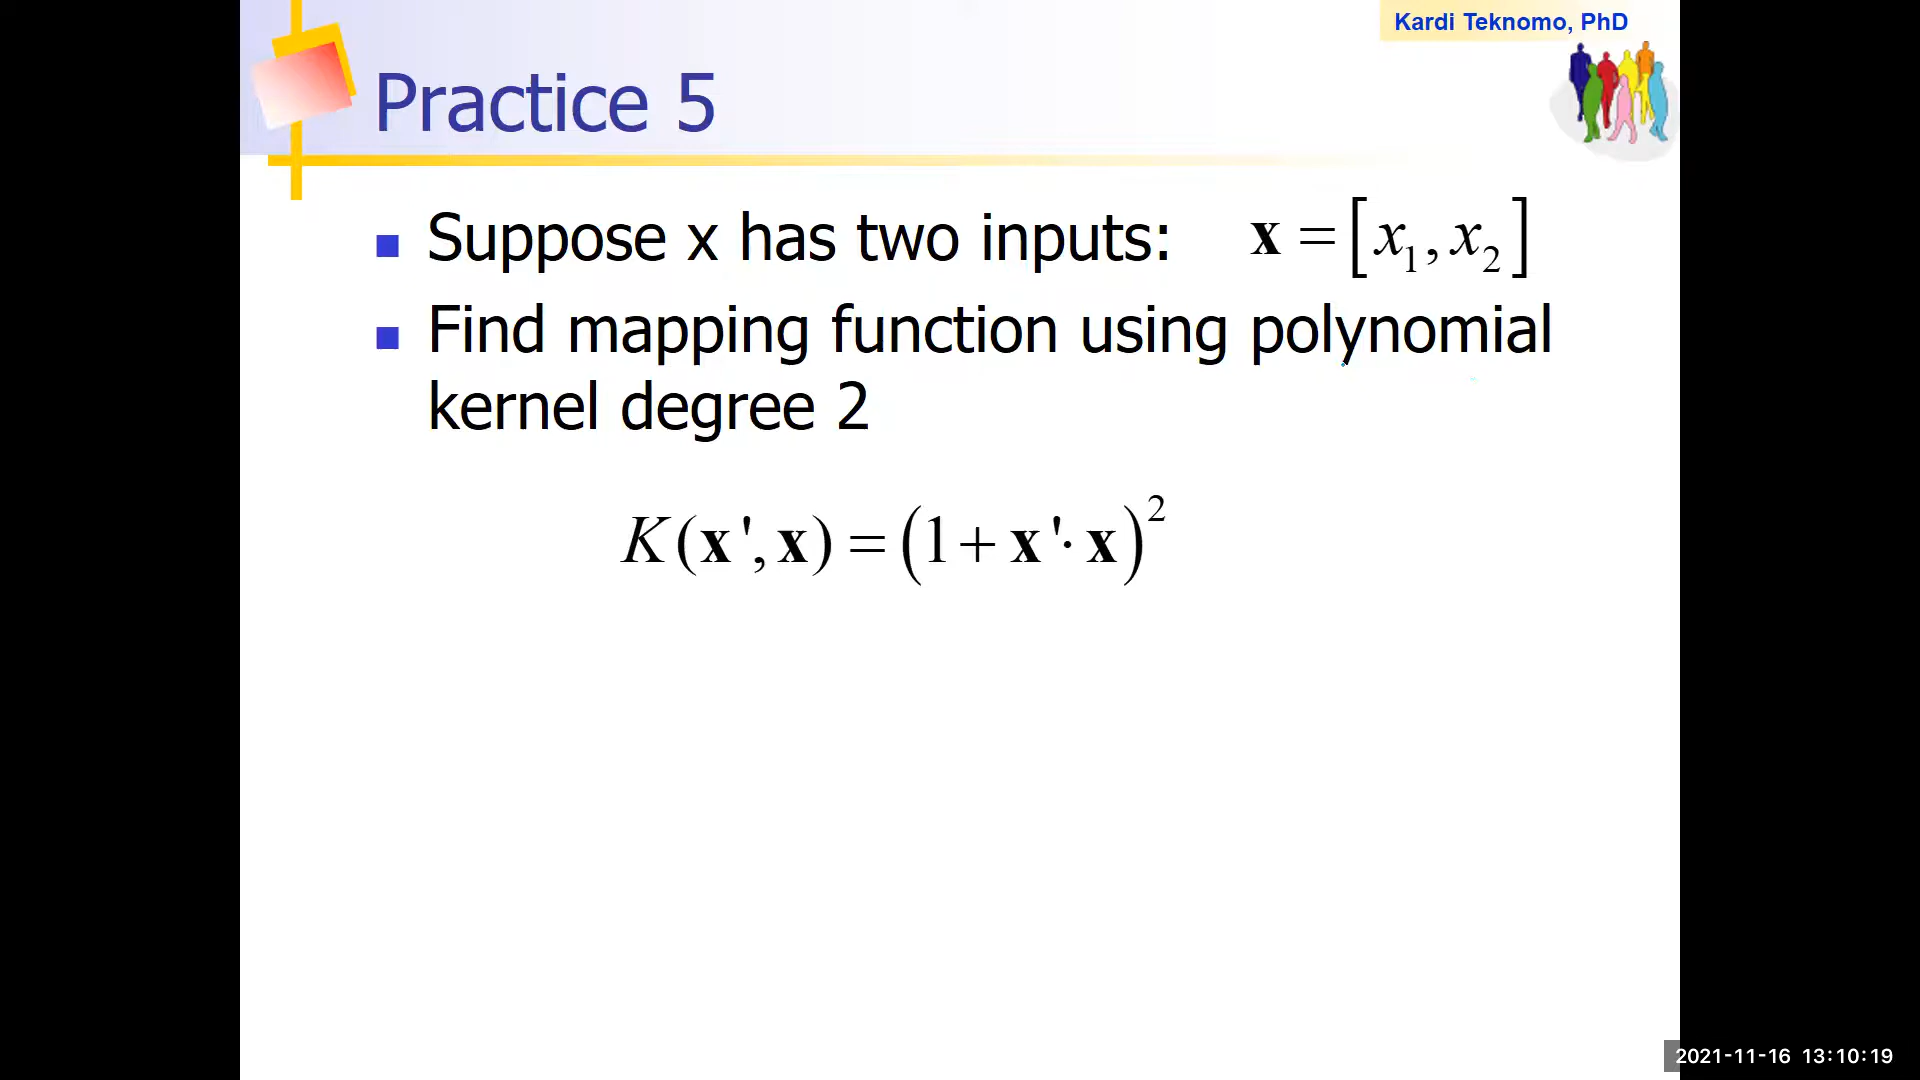 Kardi Teknomo, PhD
Practice 5
Suppose x has two inputs: x = [x₁, x₂]
Find mapping function using polynomial
kernel degree 2
K(x', x) = (1 + x'· x)²
2021-11-16 13:10:19